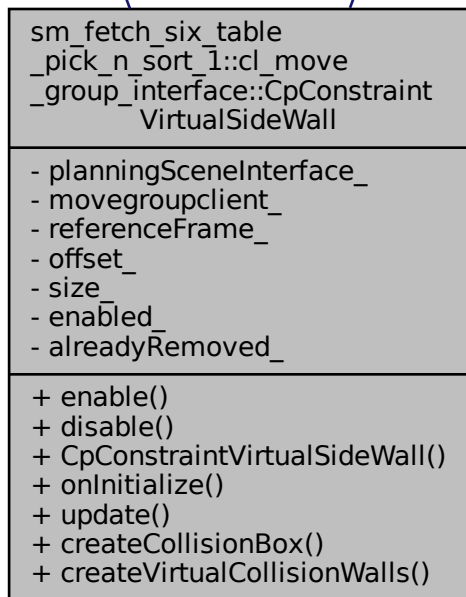 sm_fetch_six_table
_pick_n_sort_1::cl_move
_group_interface::CpConstraint
VirtualSideWall
- planningSceneInterface_
- movegroupclient_
- referenceFrame_
- offset_
- size_
- enabled_
- alreadyRemoved_
+ enable()
+ disable()
+ CpConstraintVirtualSideWall()
+ onInitialize()
+ update()
+ createCollisionBox()
+ createVirtualCollisionWalls()